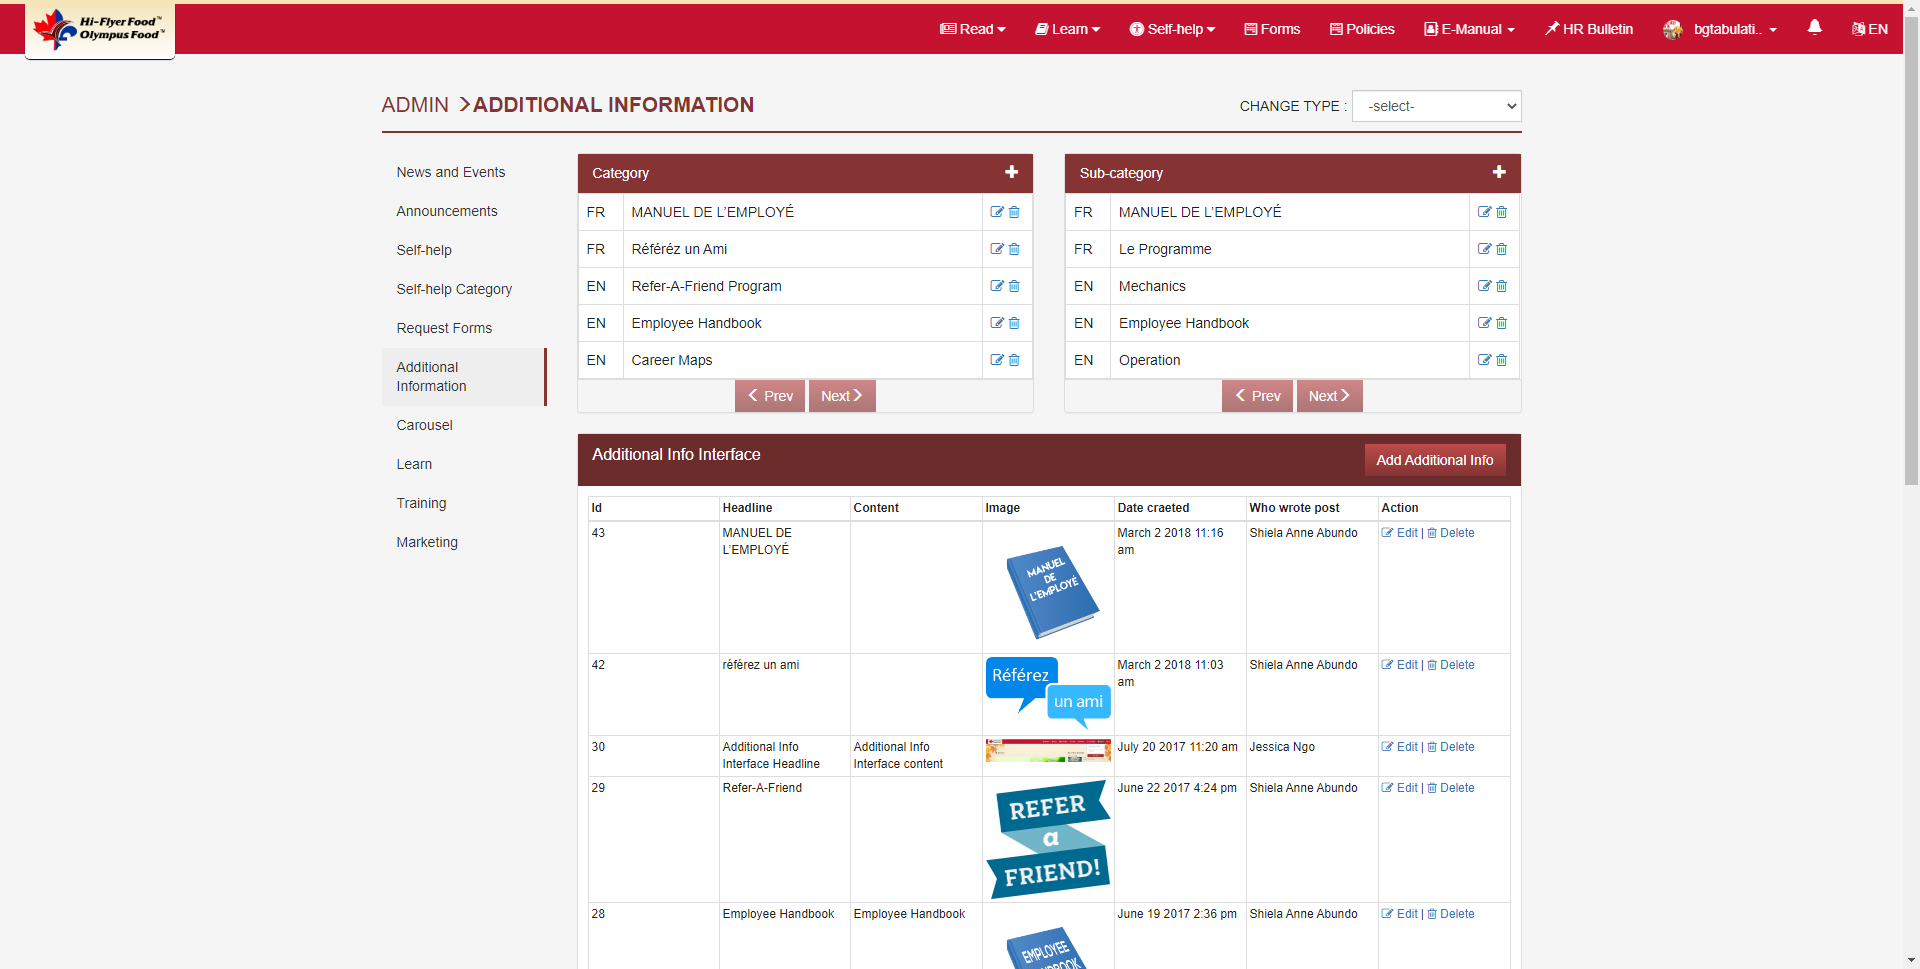 Hi-Flyer Food™
Olympus Food™
Read
Learn
Self-help
Forms
Policies
E-Manual
HR Bulletin
bgtabulati..
EN
ADMIN >ADDITIONAL INFORMATION
CHANGE TYPE : -select-
News and Events
Announcements
Self-help
Self-help Category
Request Forms
Additional
Information
Carousel
Learn
Training
Marketing
Category
FR MANUEL DE L’EMPLOYÉ
FR Référéz un Ami
EN Refer-A-Friend Program
EN Employee Handbook
EN Career Maps
Prev Next
Sub-category
FR MANUEL DE L’EMPLOYÉ
FR Le Programme
EN Mechanics
EN Employee Handbook
EN Operation
Prev Next
Additional Info Interface
Add Additional Info
Id Headline Content Image Date craeted Who wrote post Action
43 MANUEL DE March 2 2018 11:16 Shiela Anne Abundo Edit | Delete
L’EMPLOYÉ am
MANUEL
DE
L'EMPLOYÉ
42 référez un ami March 2 2018 11:03 Shiela Anne Abundo Edit | Delete
am
Référez
un ami
30 Additional Info Additional Info July 20 2017 11:20 am Jessica Ngo Edit | Delete
Interface Headline Interface content
29 Refer-A-Friend June 22 2017 4:24 pm Shiela Anne Abundo Edit | Delete
REFER
a
FRIEND!
28 Employee Handbook Employee Handbook June 19 2017 2:36 pm Shiela Anne Abundo Edit | Delete
EMPLOYEE
HANDBOOK